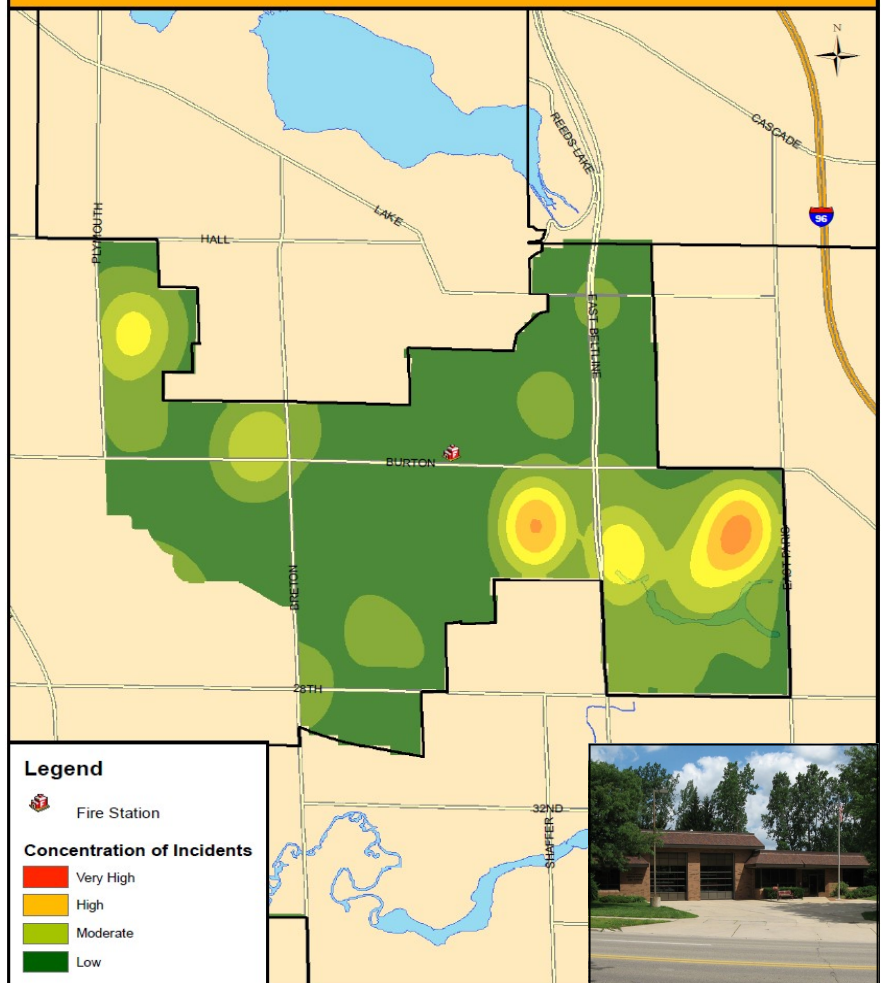 N
CASCADE
REEDS LAKE
96
LAKE
PLYMOUTH
HALL
EAST BELTLINE
BURTON
EAST PARIS
BRETON
28TH
Legend
Fire Station
Concentration of Incidents
Very High
High
Moderate
Low
32ND
SHAFFER